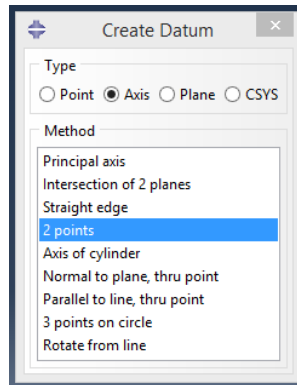 Create Datum
Type
Point Axis Plane CSYS
Method
Principal axis
Intersection of 2 planes
Straight edge
2 points
Axis of cylinder
Normal to plane, thru point
Parallel to line, thru point
3 points on circle
Rotate from line